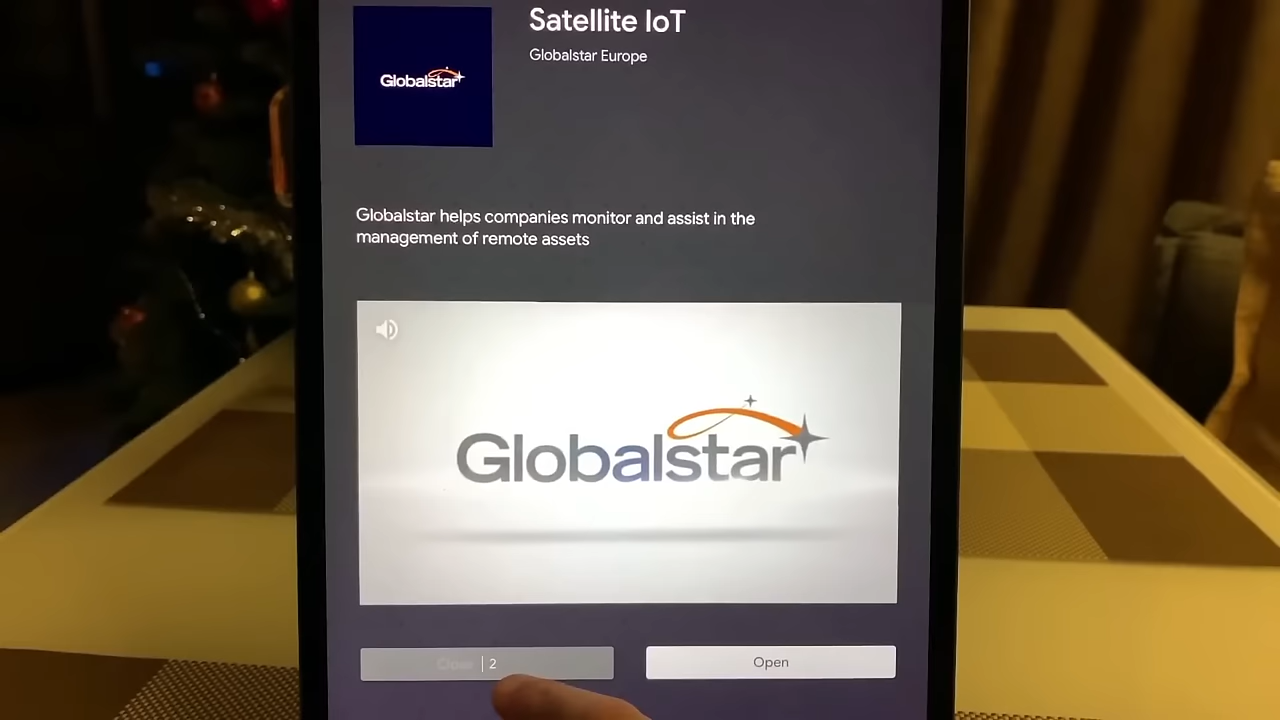 Satellite IoT
Globalstar Europe
Globalstar
Globalstar helps companies monitor and assist in the
management of remote assets
Globalstar
Close | 2
Open